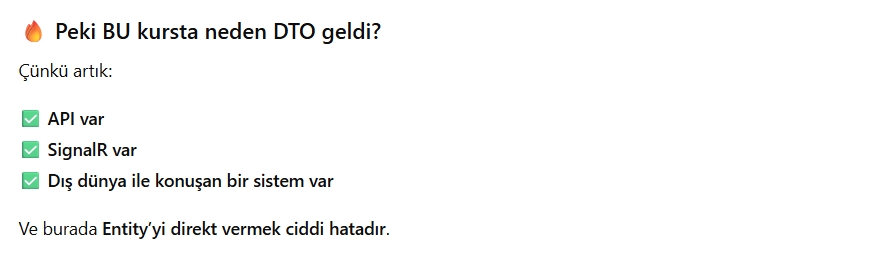 🔥 Peki BU kursta neden DTO geldi?
Çünkü artık:
✅ API var
✅ SignalR var
✅ Dış dünya ile konuşan bir sistem var
Ve burada Entity’yi direkt vermek ciddi hatadır.